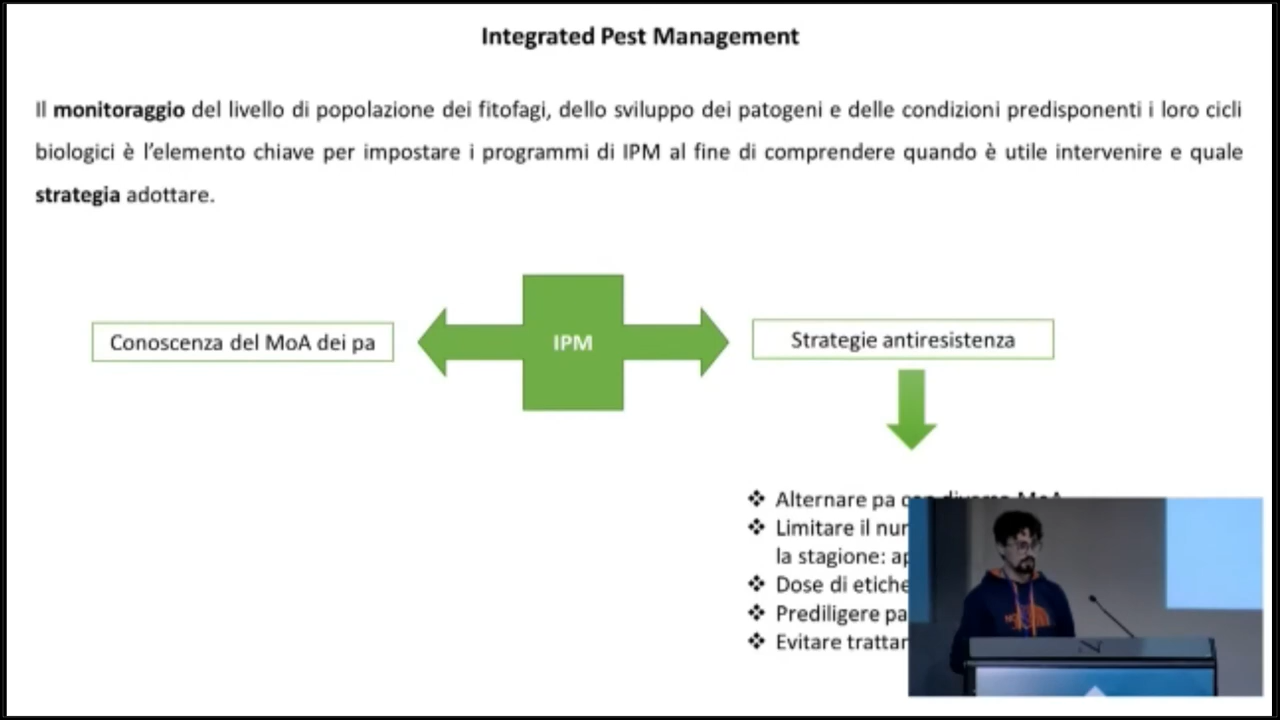 Integrated Pest Management
Il monitoraggio del livello di popolazione dei fitofagi, dello sviluppo dei patogeni e delle condizioni predisponenti i loro cicli
biologici è l'elemento chiave per impostare i programmi di IPM al fine di comprendere quando è utile intervenire e quale
strategia adottare.
Conoscenza del MoA dei pa
IPM
Strategie antiresistenza
❖ Alternare pa con diverso MoA
❖ Limitare il
la stagione:
❖ Dose di
❖ Prediligere pa
❖ Evitare